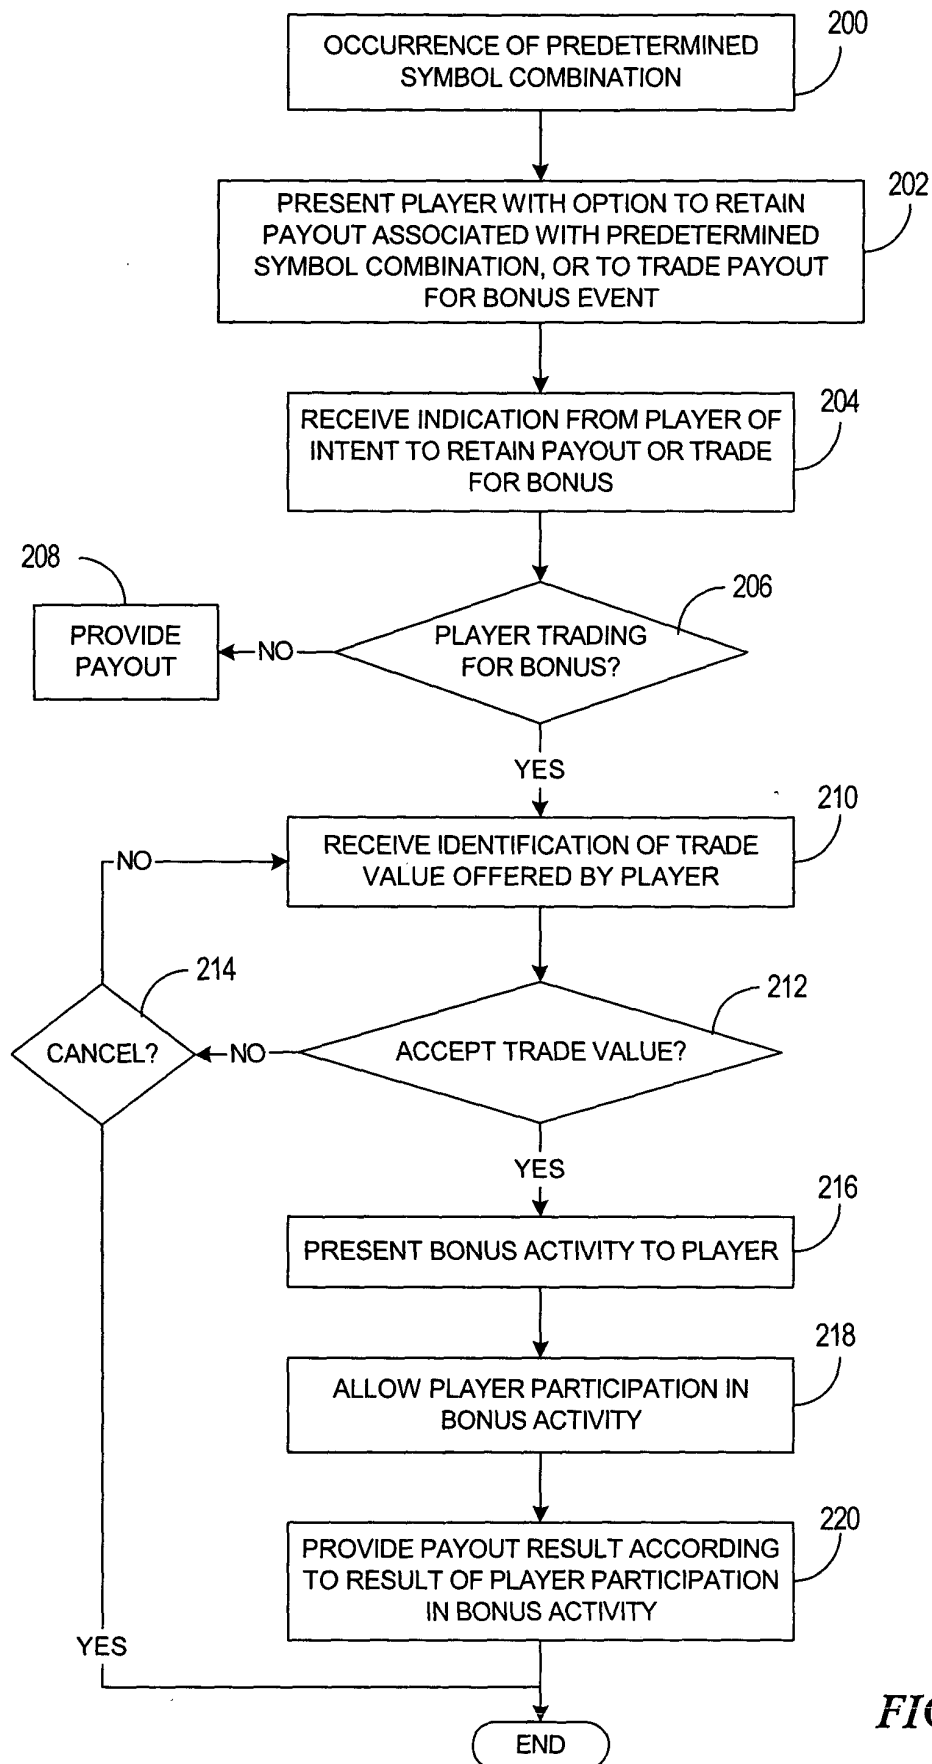 OCCURRENCE OF PREDETERMINED
SYMBOL COMBINATION
200
PRESENT PLAYER WITH OPTION TO RETAIN
PAYOUT ASSOCIATED WITH PREDETERMINED
SYMBOL COMBINATION, OR TO TRADE PAYOUT
FOR BONUS EVENT
202
RECEIVE INDICATION FROM PLAYER OF
INTENT TO RETAIN PAYOUT OR TRADE
FOR BONUS
204
PLAYER TRADING
FOR BONUS?
206
NO
208
PROVIDE
PAYOUT
YES
RECEIVE IDENTIFICATION OF TRADE
VALUE OFFERED BY PLAYER
210
NO
ACCEPT TRADE VALUE?
212
NO
CANCEL?
214
YES
PRESENT BONUS ACTIVITY TO PLAYER
216
ALLOW PLAYER PARTICIPATION IN
BONUS ACTIVITY
218
PROVIDE PAYOUT RESULT ACCORDING
TO RESULT OF PLAYER PARTICIPATION
IN BONUS ACTIVITY
220
YES
END